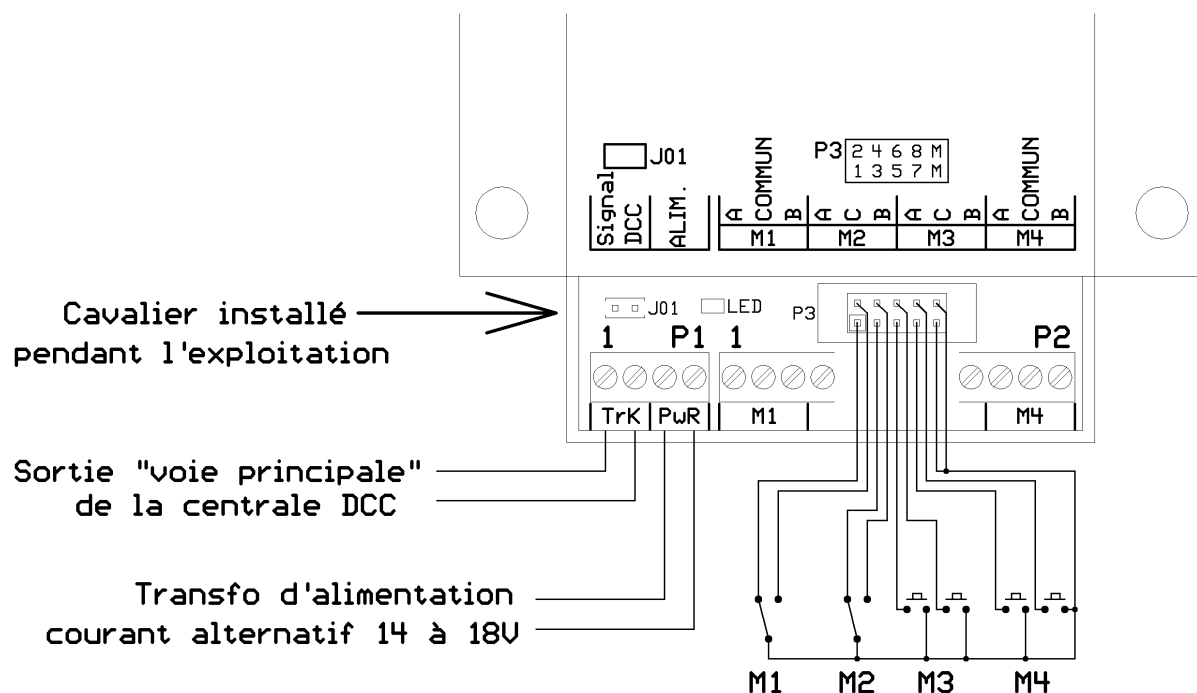 P3
2 4 6 8 M
1 3 5 7 M
J01
Signal
DCC
ALIM.
A COMMUN B
A C B
A C B
A COMMUN B
M1 M2 M3 M4
J01
LED
P3
Cavalier installé
pendant l'exploitation
1 P1 1 P2
TrK PwR M1 M4
Sortie "voie principale"
de la centrale DCC
Transfo d'alimentation
courant alternatif 14 à 18V
M1 M2 M3 M4